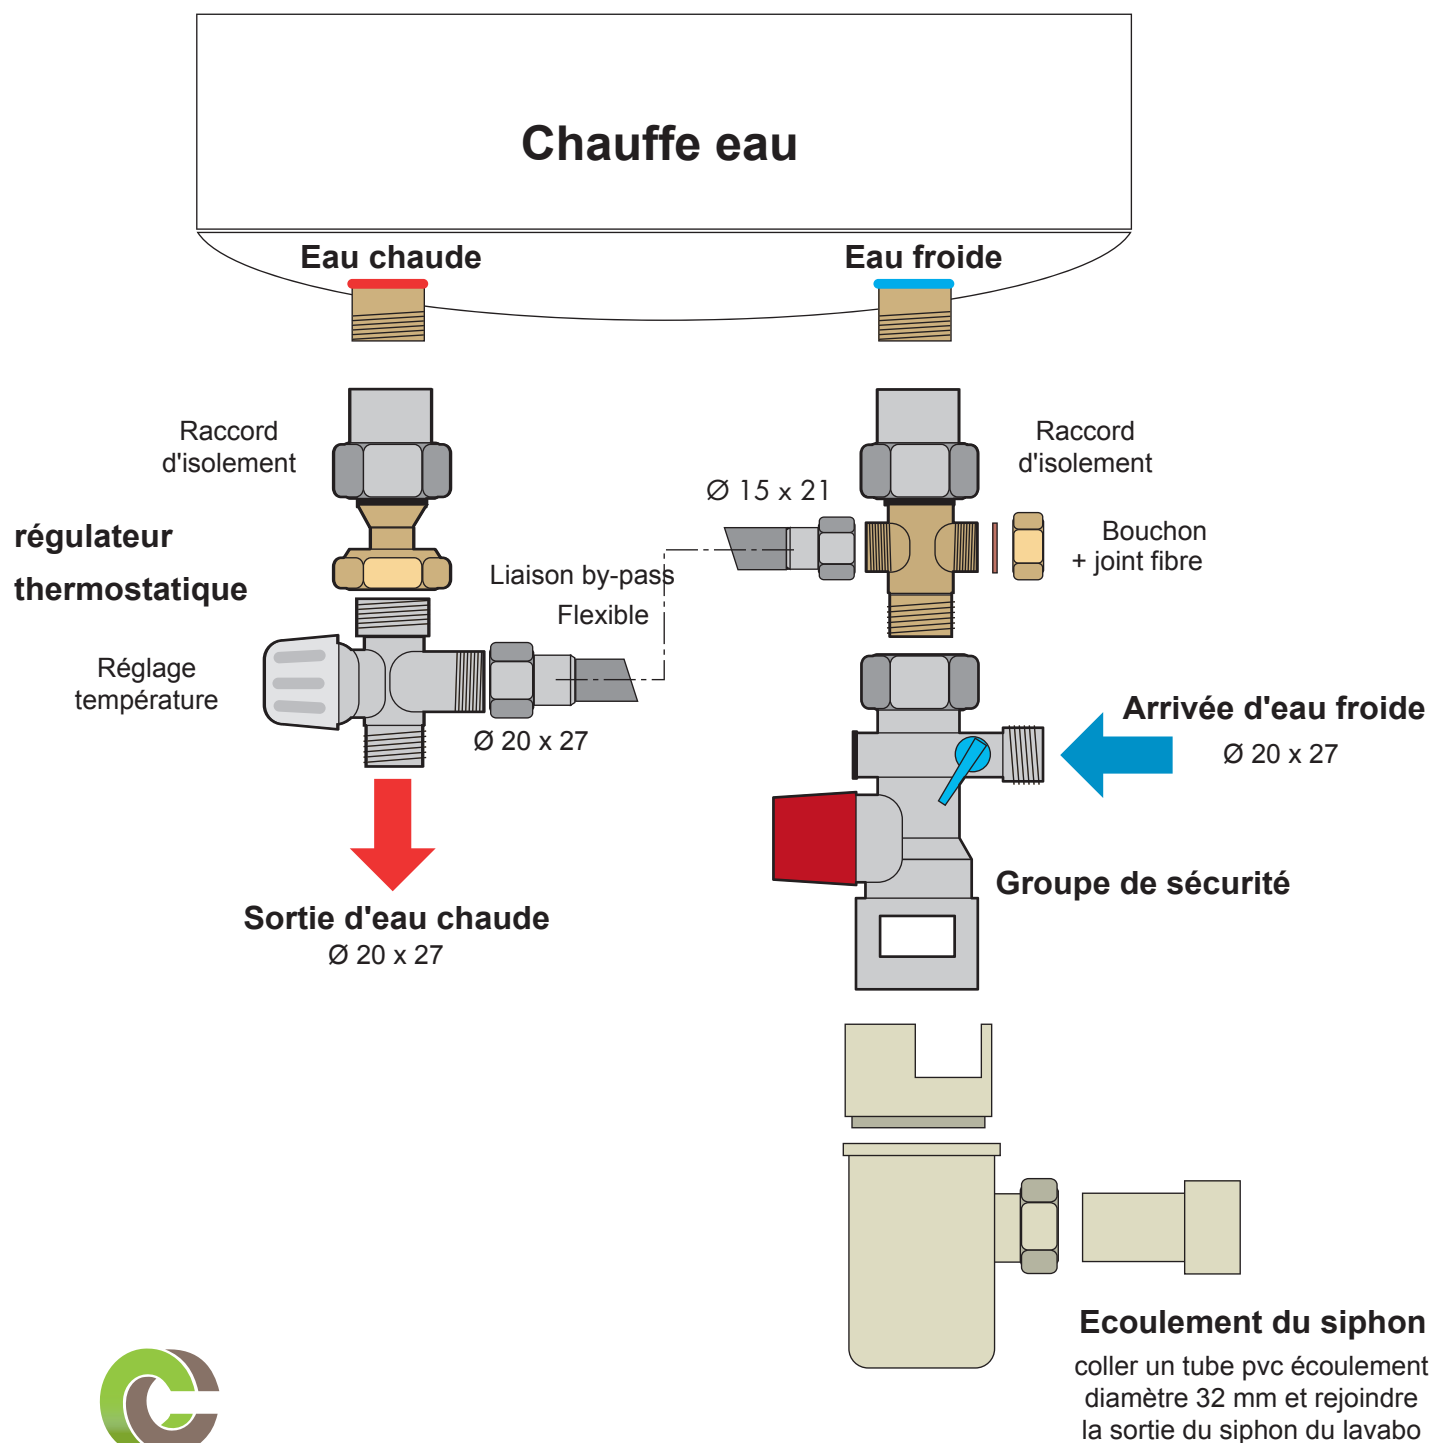 Chauffe eau
Eau chaude
Eau froide
Raccord
d'isolement
Raccord
d'isolement
Ø 15 x 21
régulateur
thermostatique
Bouchon
+ joint fibre
Liaison by-pass
Flexible
Réglage
température
Ø 20 x 27
Arrivée d'eau froide
Ø 20 x 27
Groupe de sécurité
Sortie d'eau chaude
Ø 20 x 27
Ecoulement du siphon
coller un tube pvc écoulement
diamètre 32 mm et rejoindre
la sortie du siphon du lavabo